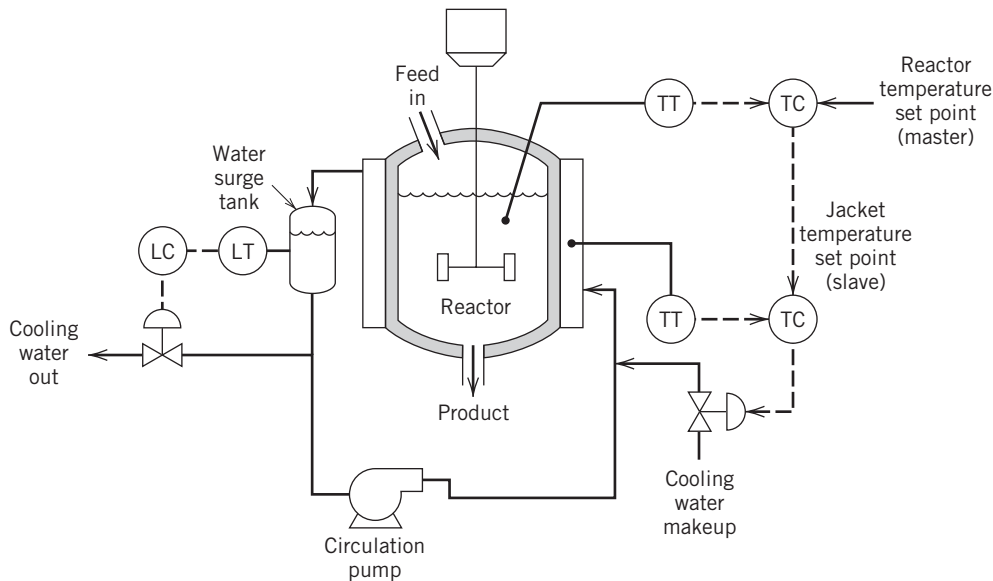 Feed
in
TT
TC
Reactor
temperature
set point
(master)
Water
surge
tank
LC
LT
Jacket
temperature
set point
(slave)
Reactor
TT
TC
Cooling
water
out
Product
Cooling
water
makeup
Circulation
pump